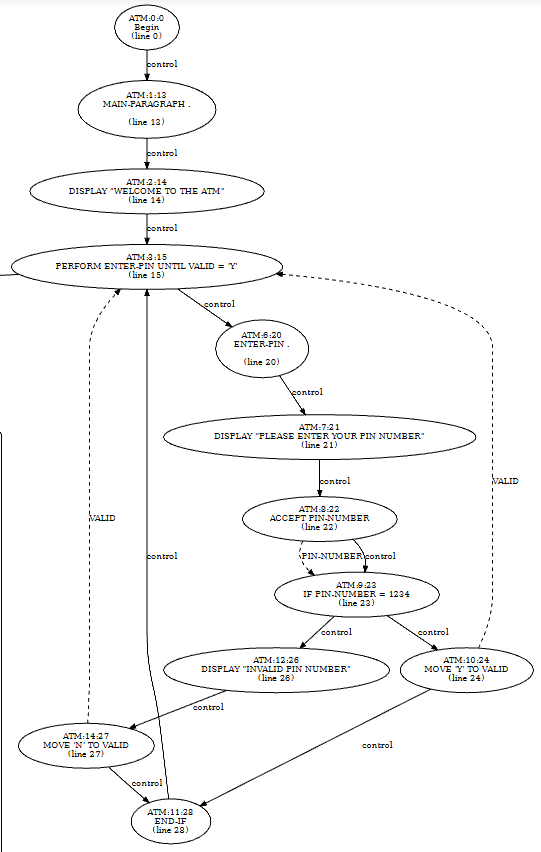 ATM:0:0
Begin
(line 0)
control
ATM:1:13
MAIN-PARAGRAPH .
(line 13)
control
ATM:2:14
DISPLAY "WELCOME TO THE ATM"
(line 14)
control
ATM:3:15
PERFORM ENTER-PIN UNTIL VALID = 'Y'
(line 15)
control
ATM:6:20
ENTER-PIN .
(line 20)
control
ATM:7:21
DISPLAY "PLEASE ENTER YOUR PIN NUMBER"
(line 21)
control
VALID
ATM:8:22
ACCEPT PIN-NUMBER
(line 22)
VALID
control
PIN-NUMBER
control
ATM:9:23
IF PIN-NUMBER = 1234
(line 23)
control
control
ATM:12:26
DISPLAY "INVALID PIN NUMBER"
(line 26)
ATM:10:24
MOVE 'Y' TO VALID
(line 24)
control
ATM:14:27
MOVE 'N' TO VALID
(line 27)
control
control
ATM:11:28
END-IF
(line 28)